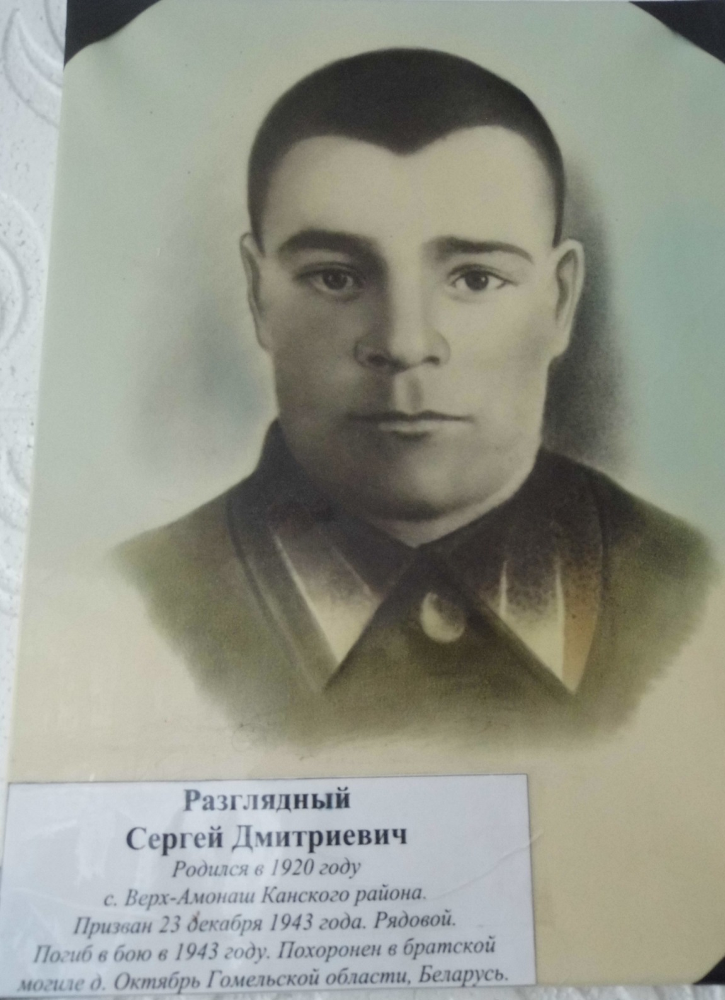 Разглядный
Сергей Дмитриевич
Родился в 1920 году
с. Верх-Амонаш Канского района.
Призван 23 декабря 1943 года. Рядовой.
Погиб в бою в 1943 году. Похоронен в братской
могиле д. Октябрь Гомельской области, Беларусь.